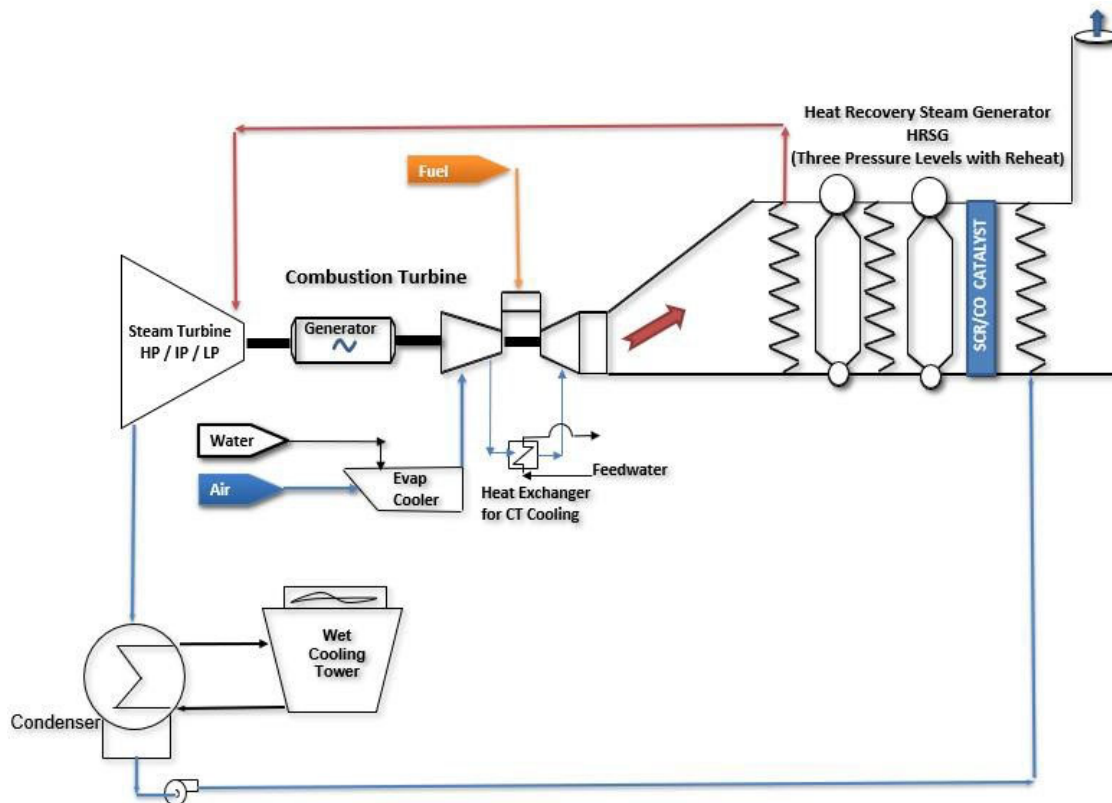 Heat Recovery Steam Generator
HRSG
(Three Pressure Levels with Reheat)
Fuel
Combustion Turbine
Steam Turbine
HP / IP / LP
Generator
SCR/CO CATALYST
Water
Air
Evap
Cooler
Feedwater
Heat Exchanger
for CT Cooling
Wet
Cooling
Tower
Condenser